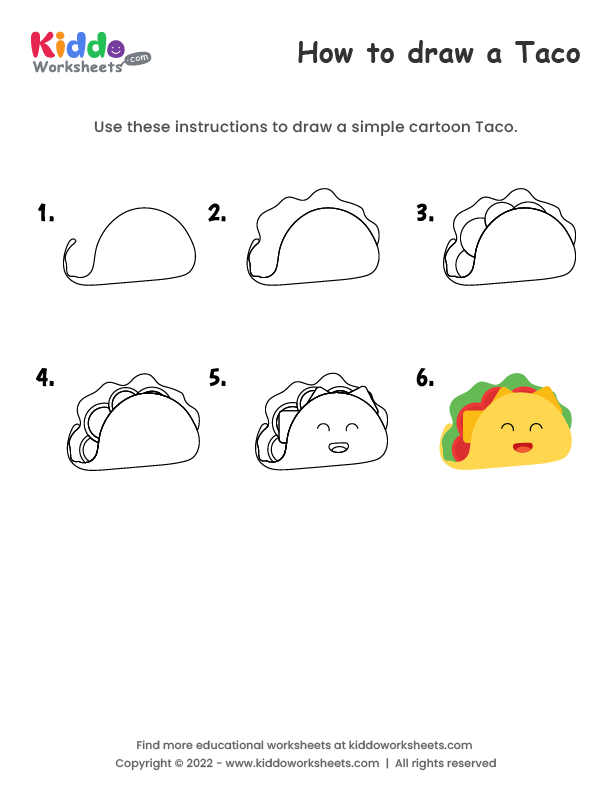 Kiddo
Worksheets .com
How to draw a Taco
Use these instructions to draw a simple cartoon Taco.
1.
2.
3.
4.
5.
6.
Find more educational worksheets at kiddoworksheets.com
Copyright © 2022 - www.kiddoworksheets.com | All rights reserved